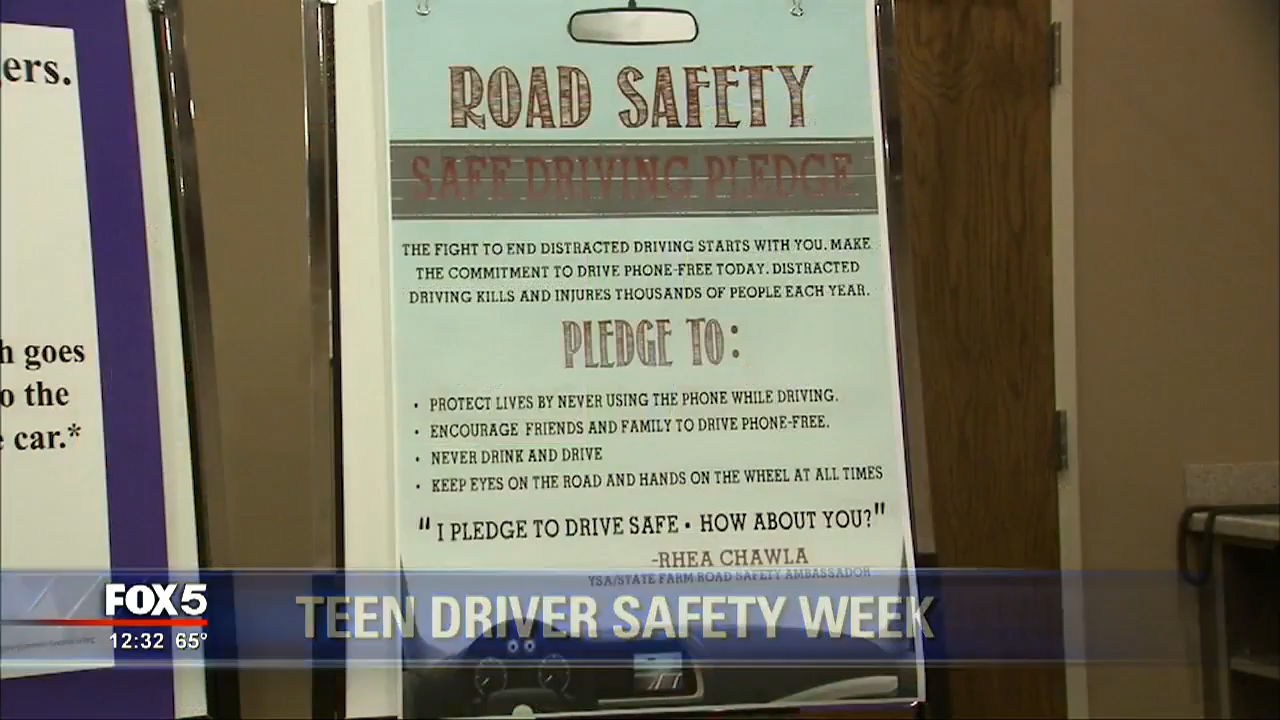 ers.
h goes
o the
e car.*
ROAD SAFETY
SAFE DRIVING PLEDGE
THE FIGHT TO END DISTRACTED DRIVING STARTS WITH YOU. MAKE
THE COMMITMENT TO DRIVE PHONE-FREE TODAY. DISTRACTED
DRIVING KILLS AND INJURES THOUSANDS OF PEOPLE EACH YEAR.
PLEDGE TO:
• PROTECT LIVES BY NEVER USING THE PHONE WHILE DRIVING.
• ENCOURAGE FRIENDS AND FAMILY TO DRIVE PHONE-FREE.
• NEVER DRINK AND DRIVE
• KEEP EYES ON THE ROAD AND HANDS ON THE WHEEL AT ALL TIMES
"I PLEDGE TO DRIVE SAFE • HOW ABOUT YOU?"
-RHEA CHAWLA
YSA/STATE FARM ROAD SAFETY AMBASSADOR
FOX 5
12:32 65°
TEEN DRIVER SAFETY WEEK